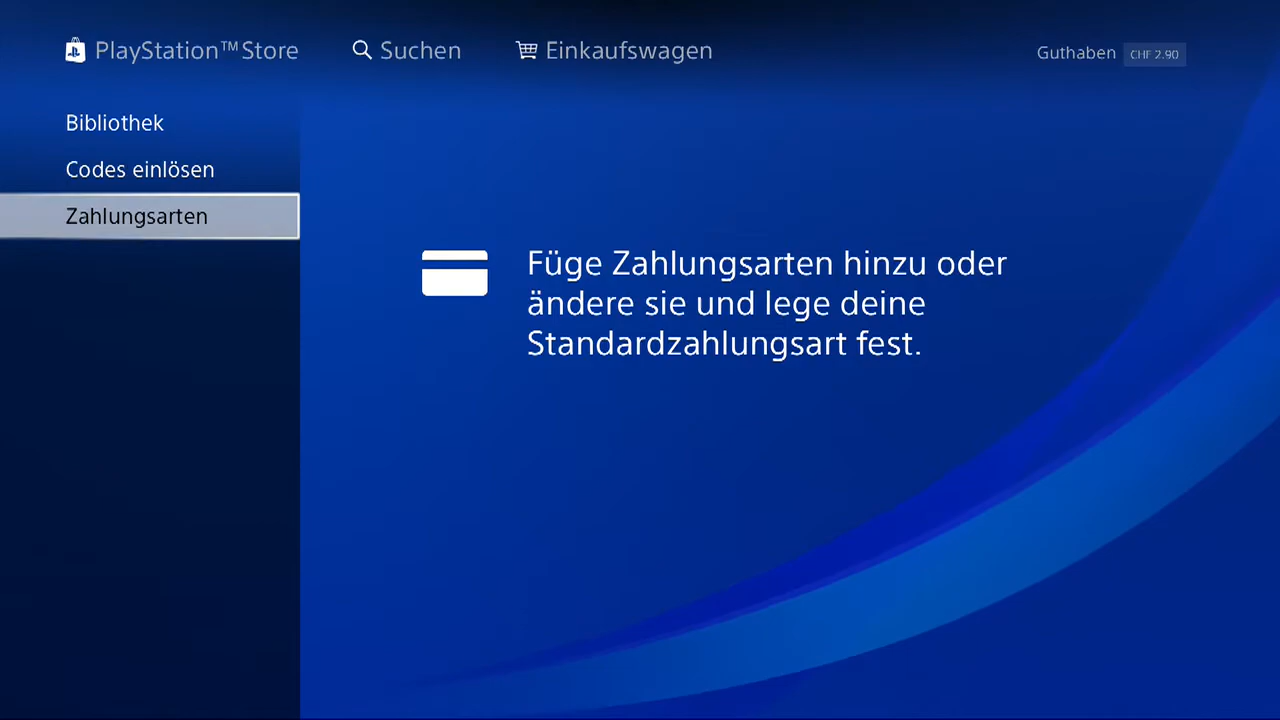 PlayStation™Store
Suchen
Einkaufswagen
Guthaben CHF 2.90
Bibliothek
Codes einlösen
Zahlungsarten
Füge Zahlungsarten hinzu oder
ändere sie und lege deine
Standardzahlungsart fest.